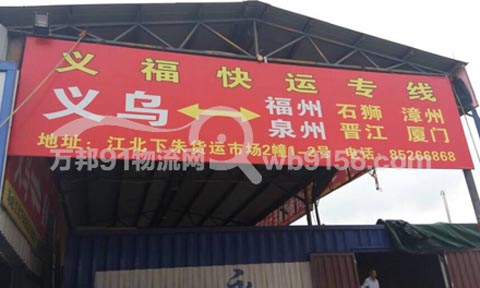 义福快运专线
义乌 福州 石狮 漳州
泉州 晋江 厦门
地址：江北下朱货运市场2幢1-2号 电话：85266868
万邦91物流网 wb9156.com